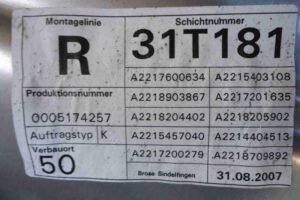 Montagelinie
Schichtnummer
R
31T181
A2217600634 A2215403108
Produktionsnummer
A2218903867 A2217201635
0005174257
A2218204402 A2218205902
Auftragstyp K
A2215457040 A2214404513
Verbauort
50
A2217200279 A2218709892
Brose Sindelfingen 31.08.2007